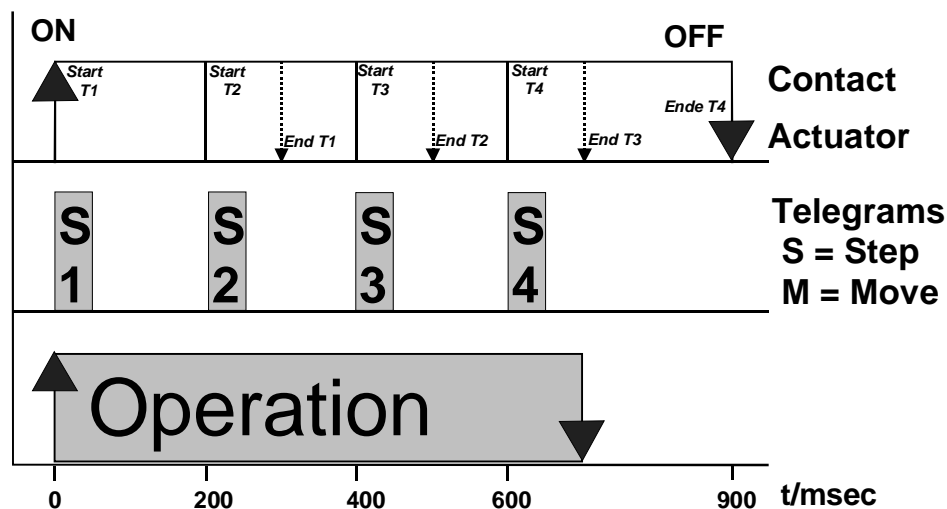 ON
OFF
Start
T1
Start
T2
Start
T3
Start
T4
Ende T4
End T1
End T2
End T3
Contact
Actuator
S
1
S
2
S
3
S
4
Telegrams
S = Step
M = Move
Operation
0
200
400
600
900
t/msec